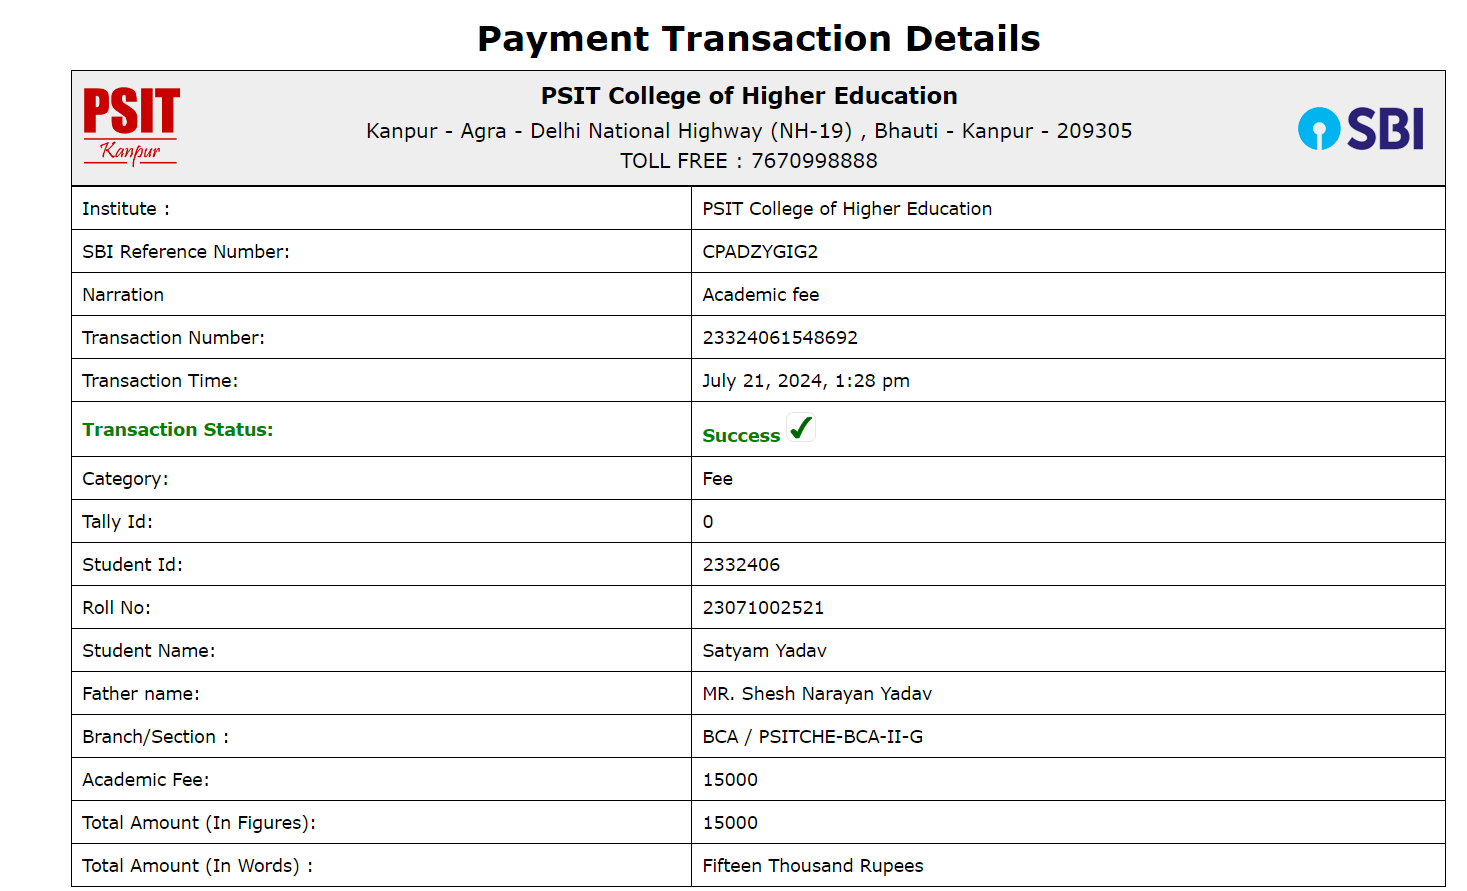 Payment Transaction Details
PSIT
Kanpur
PSIT College of Higher Education
Kanpur - Agra - Delhi National Highway (NH-19) , Bhauti - Kanpur - 209305
TOLL FREE : 7670998888
SBI
Institute : PSIT College of Higher Education
SBI Reference Number: CPADZYGIG2
Narration Academic fee
Transaction Number: 23324061548692
Transaction Time: July 21, 2024, 1:28 pm
Transaction Status: Success
Category: Fee
Tally Id: 0
Student Id: 2332406
Roll No: 23071002521
Student Name: Satyam Yadav
Father name: MR. Shesh Narayan Yadav
Branch/Section : BCA / PSITCHE-BCA-II-G
Academic Fee: 15000
Total Amount (In Figures): 15000
Total Amount (In Words) : Fifteen Thousand Rupees